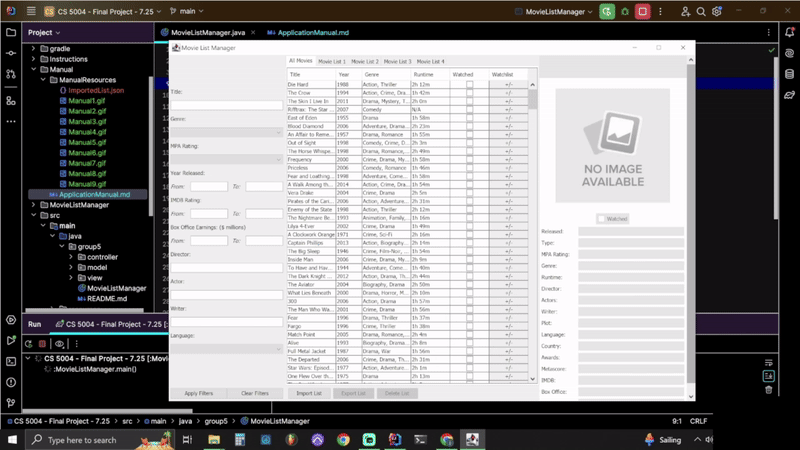 CS 5004 - Final Project - 7.25
main
MovieListManager
Project
MovieListManager.java
ApplicationManual.md
gradle
Instructions
Manual
ManualResources
ImportedList.json
Manual1.gif
Manual2.gif
Manual3.gif
Manual4.gif
Manual5.gif
Manual6.gif
Manual7.gif
Manual8.gif
Manual9.gif
ApplicationManual.md
MovieListManager
src
main
java
group5
controller
model
view
MovieListManager
README.md
Movie List Manager
Title:
Genre:
MPA Rating:
Year Released:
From: To:
IMDB Rating:
From: To:
Box Office Earnings: ($ millions)
From: To:
Director:
Actor:
Writer:
Language:
Apply Filters Clear Filters
All Movies Movie List 1 Movie List 2 Movie List 3 Movie List 4
Title Year Genre Runtime Watched Watchlist
Die Hard 1988 Action, Thriller 2h 12m +/-
The Crow 1994 Action, Crime, Dra... 1h 42m +/-
The Skin I Live In 2011 Drama, Mystery, T... 2h 0m +/-
Rifftrax: The Star ... 2007 Comedy N/A +/-
East of Eden 1955 Drama 1h 58m +/-
Blood Diamond 2006 Adventure, Drama... 2h 23m +/-
An Affair to Reme... 1957 Drama, Romance 1h 55m +/-
Out of Sight 1998 Comedy, Crime, D... 2h 3m +/-
The Horse Whispe... 1998 Drama, Romance,... 2h 49m +/-
Frequency 2000 Crime, Drama, My... 1h 58m +/-
Priceless 2006 Comedy, Romance 1h 46m +/-
Fear and Loathing... 1998 Adventure, Come... 1h 58m +/-
A Walk Among th... 2014 Action, Crime, Dra... 1h 54m +/-
Vera Drake 2004 Crime, Drama 2h 5m +/-
Pirates of the Cari... 2006 Action, Adventure... 2h 31m +/-
Enemy of the State 1998 Action, Thriller 2h 12m +/-
The Nightmare Be... 1993 Animation, Family,... 1h 16m +/-
Lilya 4-Ever 2002 Crime, Drama 1h 49m +/-
A Clockwork Orange 1971 Crime, Sci-Fi 2h 16m +/-
Captain Phillips 2013 Action, Biography... 2h 14m +/-
The Big Sleep 1946 Crime, Film-Noir, ... 1h 54m +/-
Inside Man 2006 Crime, Drama, My... 2h 9m +/-
To Have and Hav... 1944 Adventure, Come... 1h 40m +/-
The Dark Knight 2012 Action, Drama, Th... 2h 44m +/-
The Aviator 2004 Biography, Drama 2h 50m +/-
What Lies Beneath 2000 Drama, Horror, M... 2h 10m +/-
300 2006 Action, Drama 1h 57m +/-
The Man Who Wa... 2001 Crime, Drama 1h 56m +/-
Fear 1996 Drama, Thriller 1h 37m +/-
Fargo 1996 Crime, Thriller 1h 38m +/-
Match Point 2005 Drama, Romance, ... 2h 4m +/-
Alive 1993 Biography, Drama... 2h 0m +/-
Full Metal Jacket 1987 Drama, War 1h 56m +/-
The Departed 2006 Crime, Drama, Th... 2h 31m +/-
Star Wars: Episod... 1977 Action, Adventure... 2h 1m +/-
One Flew Over th... 1975 Drama 2h 13m +/-
Import List Export List Delete List
NO IMAGE
AVAILABLE
Watched
Released:
Type:
MPA Rating:
Genre:
Runtime:
Director:
Actors:
Writer:
Plot:
Language:
Country:
Awards:
Metascore:
IMDB:
Box Office:
Run
CS 5004 - Final Project - 7.25 [:Movie
CS 5004 - Final Project - 7.25 [:Movi
:MovieListManager.main()
CS 5004 - Final Project - 7.25 > src > main > java > group5 > MovieListManager
9:1 CRLF
Type here to search
Sailing